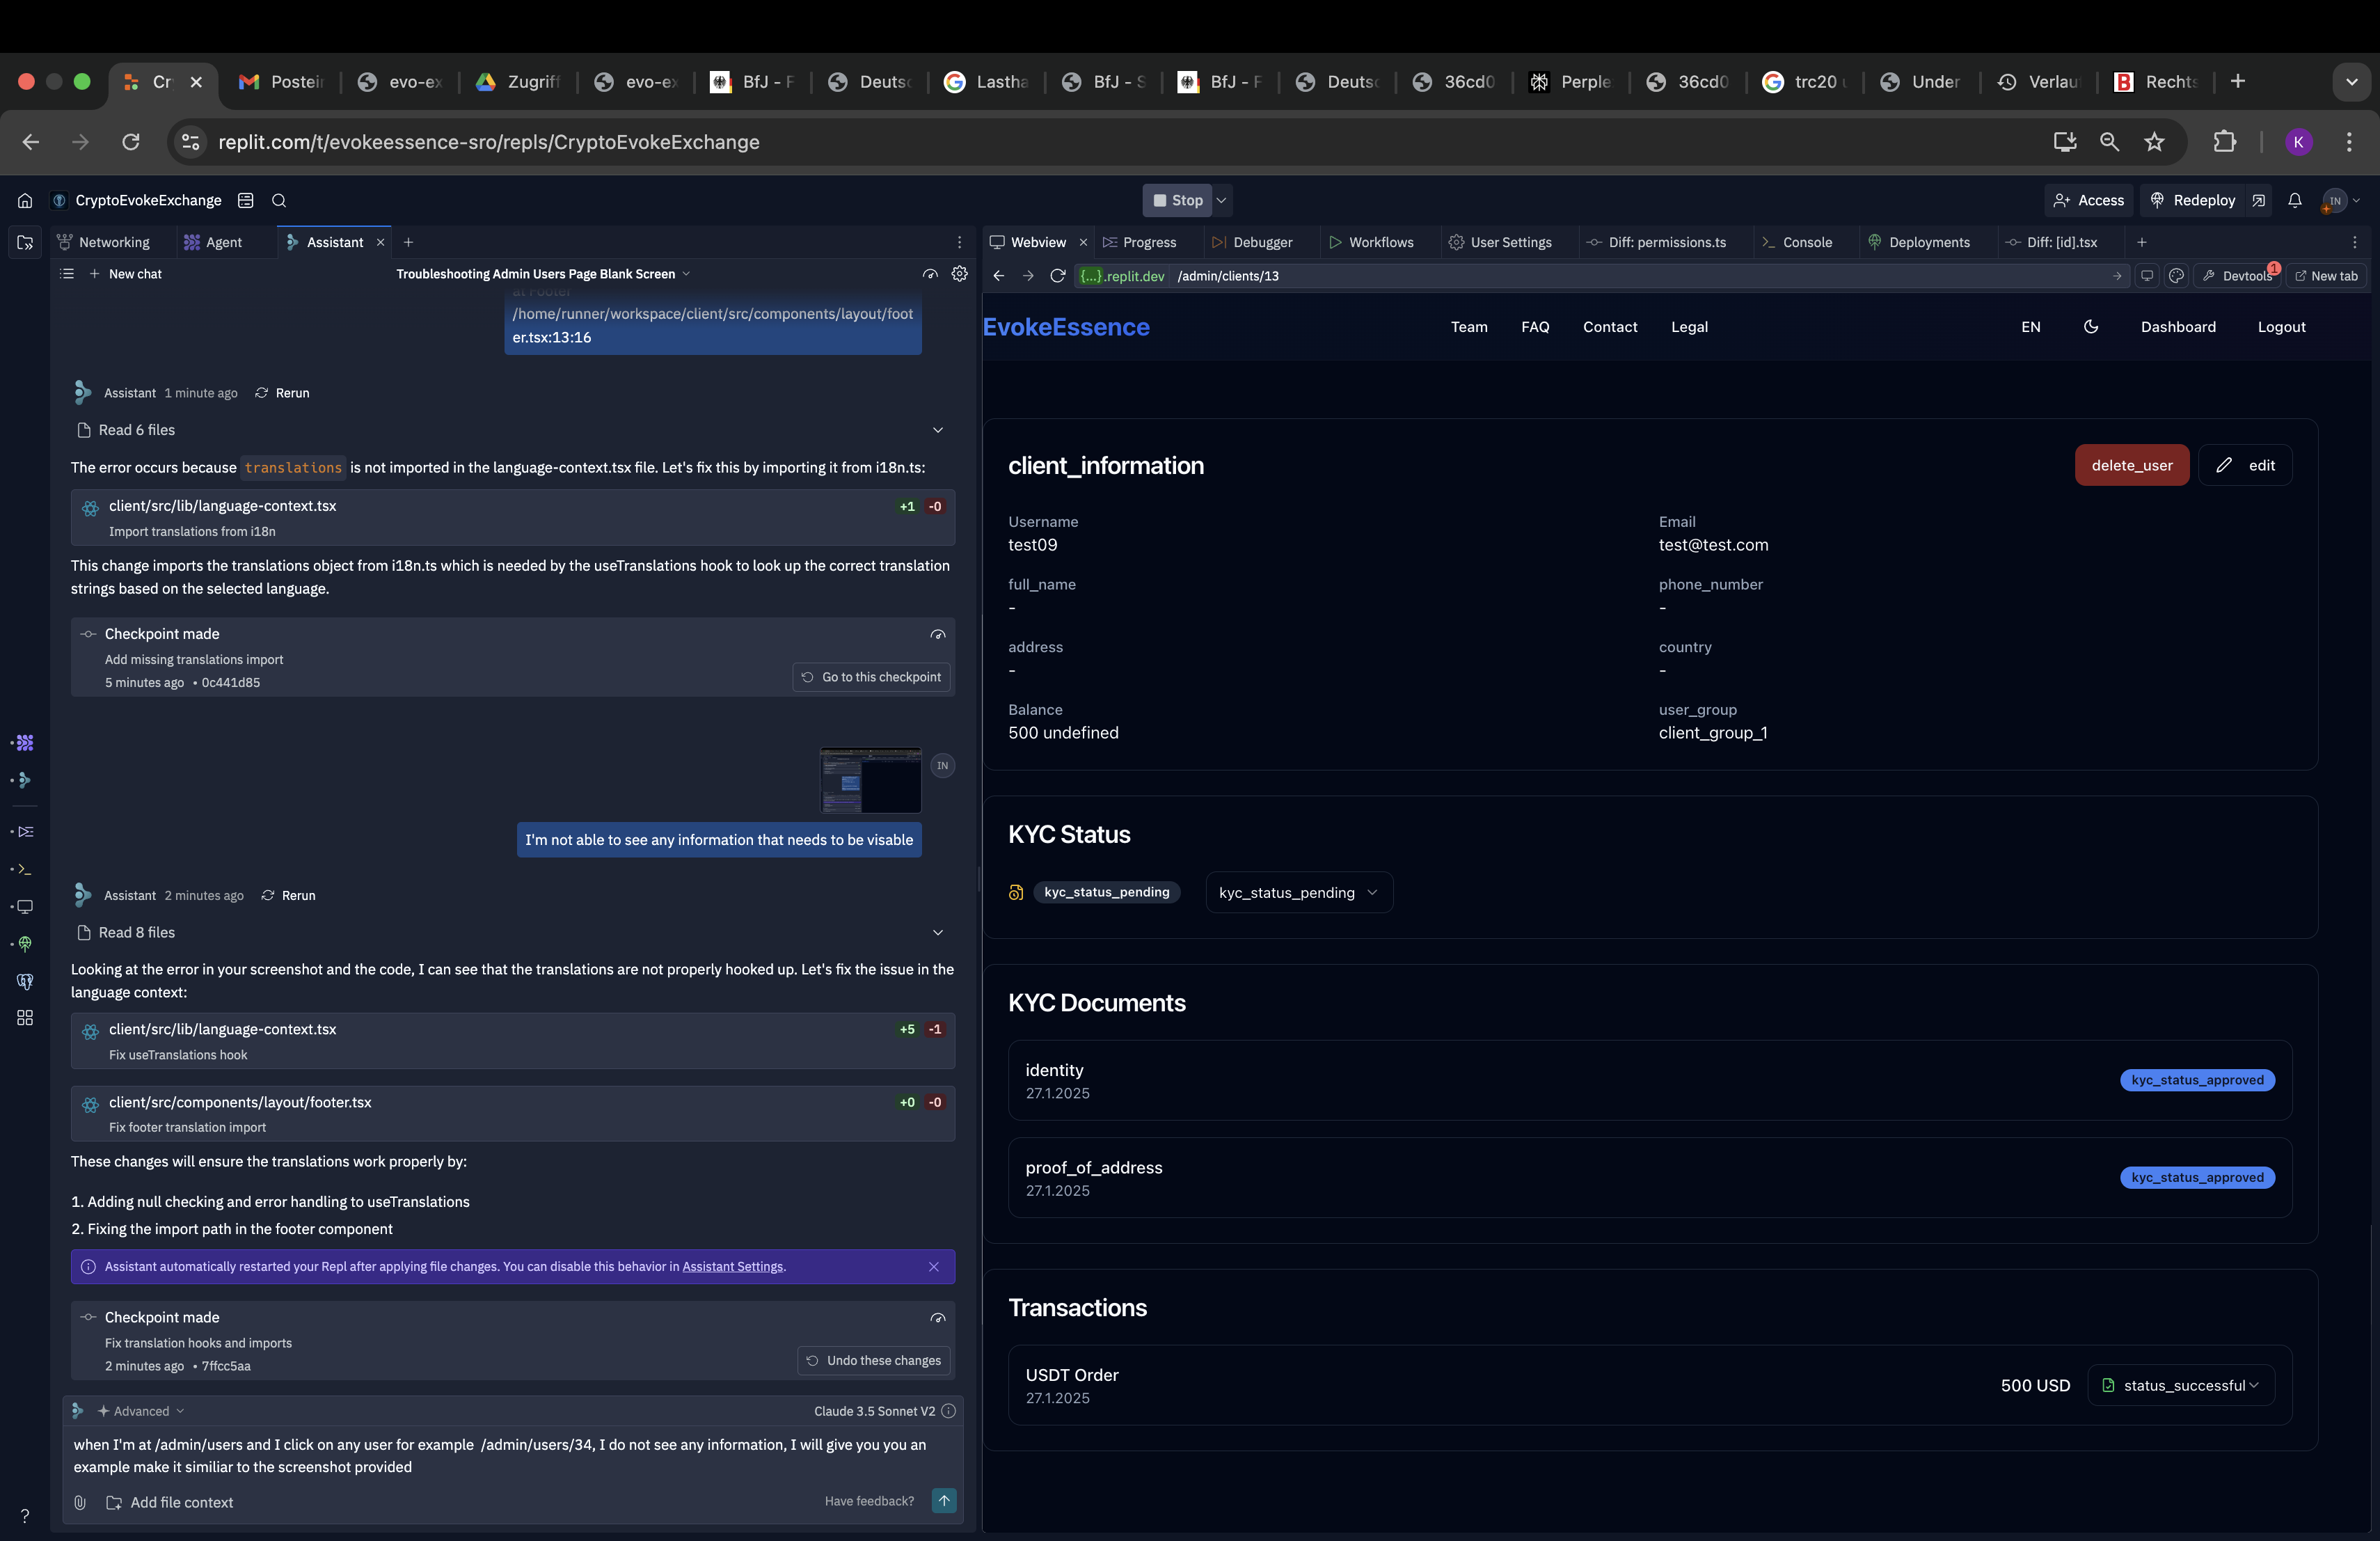 Cr
Postein
evo-ex
Zugriff
evo-ex
BfJ - F
Deutsc
Lastha
BfJ - S
BfJ - F
Deutsc
36cd0
Perple
36cd0
trc20 u
Under
Verlau
Rechts
replit.com/t/evokeessence-sro/repls/CryptoEvokeExchange
K
CryptoEvokeExchange
Stop
Access
Redeploy
IN
Networking
Agent
Assistant
New chat
Troubleshooting Admin Users Page Blank Screen
at Footer
/home/runner/workspace/client/src/components/layout/foot
er.tsx:13:16
Assistant 1 minute ago Rerun
Read 6 files
The error occurs because translations is not imported in the language-context.tsx file. Let's fix this by importing it from i18n.ts:
client/src/lib/language-context.tsx +1 -0
Import translations from i18n
This change imports the translations object from i18n.ts which is needed by the useTranslations hook to look up the correct translation
strings based on the selected language.
Checkpoint made
Add missing translations import
5 minutes ago • 0c441d85
Go to this checkpoint
IN
I'm not able to see any information that needs to be visable
Assistant 2 minutes ago Rerun
Read 8 files
Looking at the error in your screenshot and the code, I can see that the translations are not properly hooked up. Let's fix the issue in the
language context:
client/src/lib/language-context.tsx +5 -1
Fix useTranslations hook
client/src/components/layout/footer.tsx +0 -0
Fix footer translation import
These changes will ensure the translations work properly by:
1. Adding null checking and error handling to useTranslations
2. Fixing the import path in the footer component
Assistant automatically restarted your Repl after applying file changes. You can disable this behavior in Assistant Settings.
Checkpoint made
Fix translation hooks and imports
2 minutes ago • 7ffcc5aa
Undo these changes
Advanced
Claude 3.5 Sonnet V2
when I'm at /admin/users and I click on any user for example /admin/users/34, I do not see any information, I will give you you an
example make it similiar to the screenshot provided
Add file context
Have feedback?
?
Webview
Progress
Debugger
Workflows
User Settings
Diff: permissions.ts
Console
Deployments
Diff: [id].tsx
{...}.replit.dev /admin/clients/13
Devtools
1
New tab
EvokeEssence
Team
FAQ
Contact
Legal
EN
Dashboard
Logout
client_information
delete_user
edit
Username
test09
Email
test@test.com
full_name
-
phone_number
-
address
-
country
-
Balance
500 undefined
user_group
client_group_1
KYC Status
kyc_status_pending
kyc_status_pending
KYC Documents
identity
27.1.2025
kyc_status_approved
proof_of_address
27.1.2025
kyc_status_approved
Transactions
USDT Order
27.1.2025
500 USD
status_successful